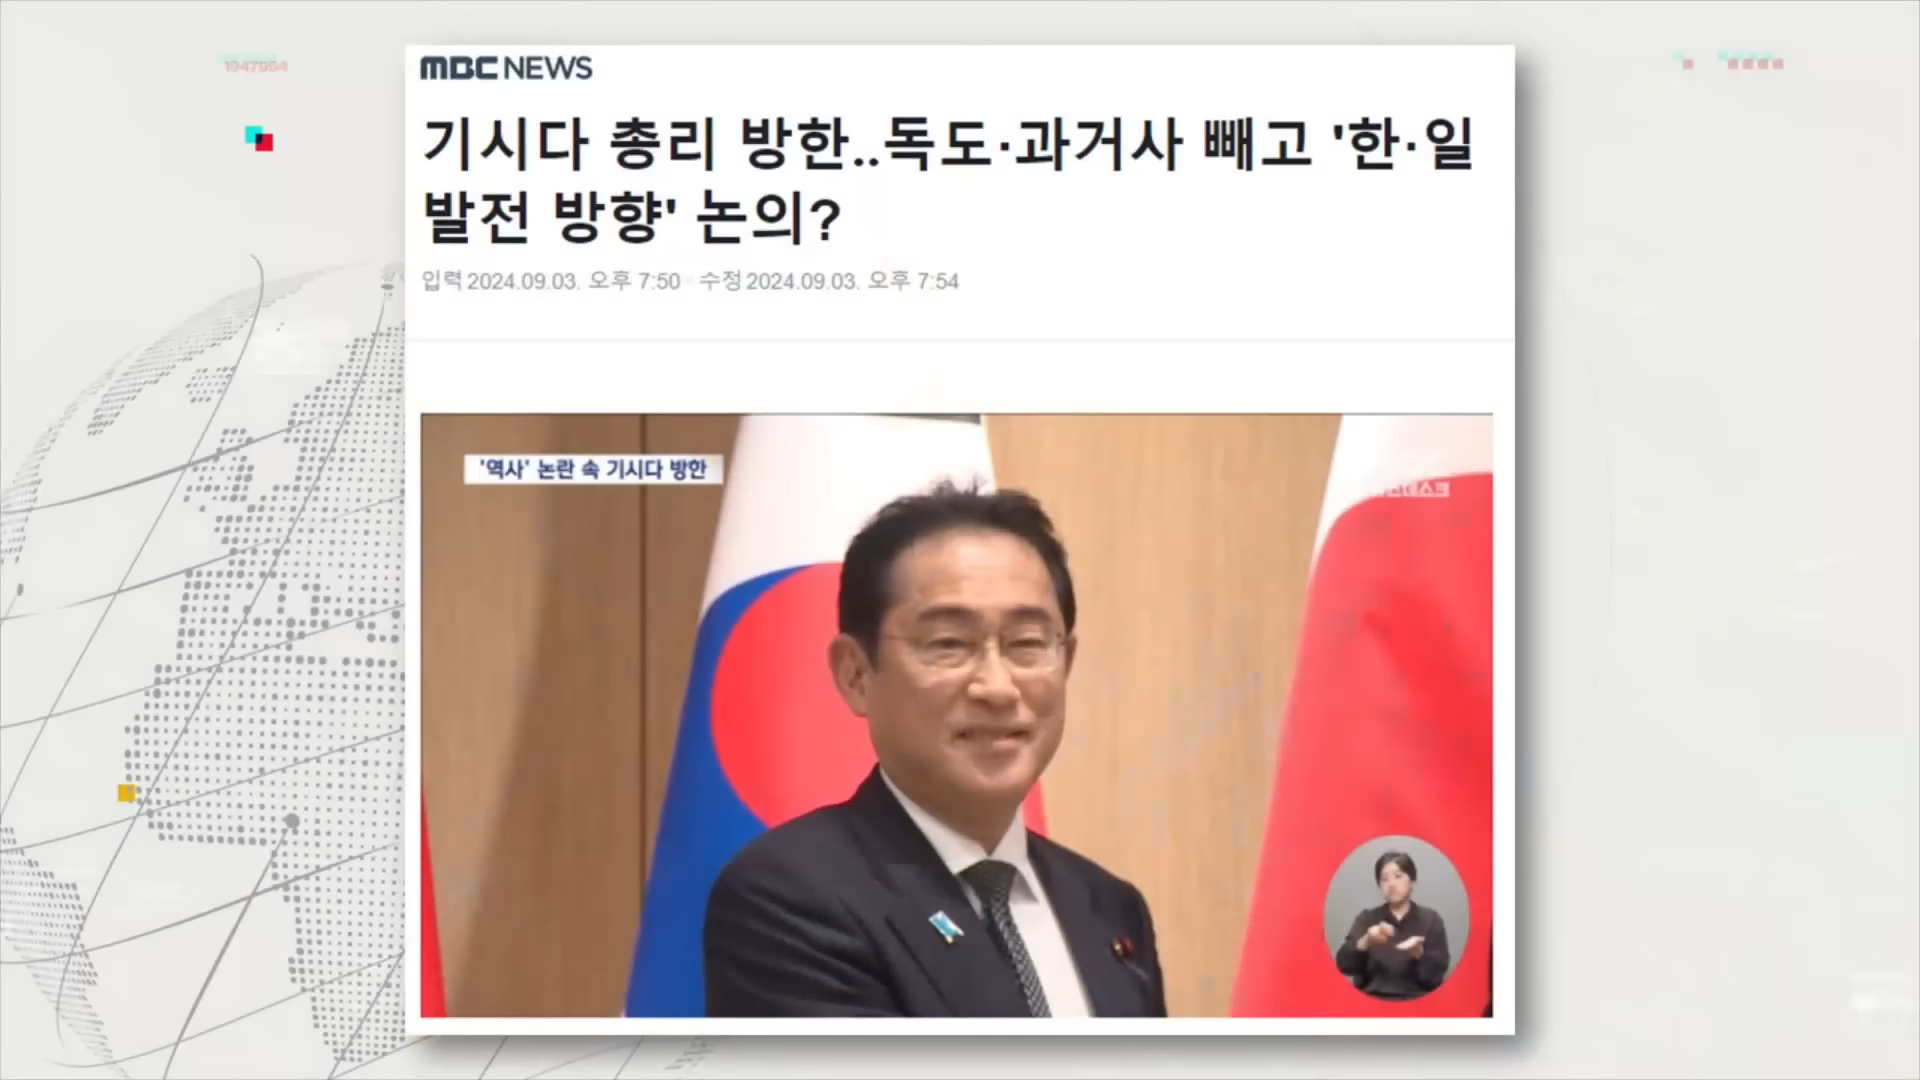 1947954
MBC NEWS
기시다 총리 방한..독도·과거사 빼고 '한·일
발전 방향' 논의?
입력 2024.09.03. 오후 7:50 · 수정 2024.09.03. 오후 7:54
'역사' 논란 속 기시다 방한